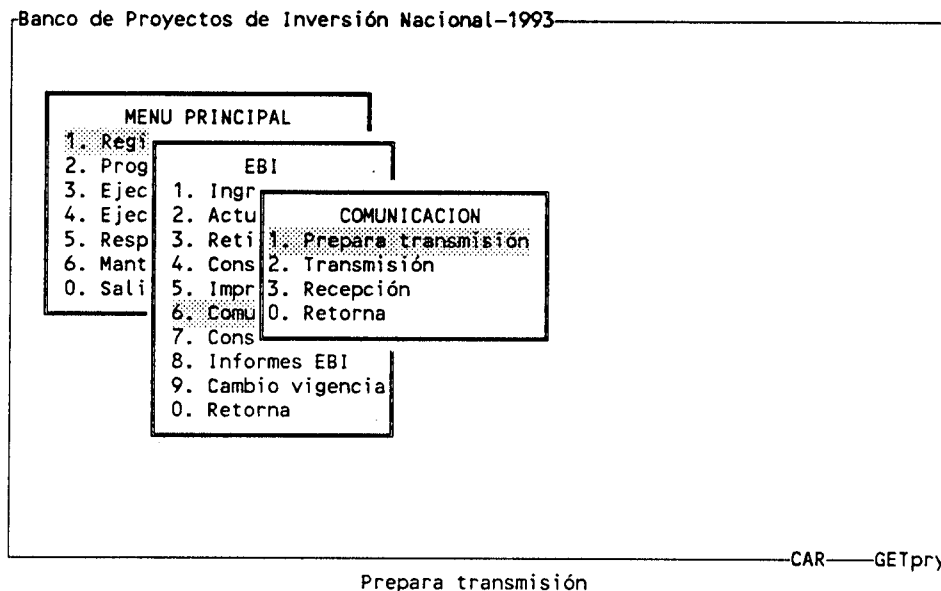 Banco de Proyectos de Inversión Nacional-1993
MENU PRINCIPAL
1. Regi
2. Prog
3. Ejec
4. Ejec
5. Resp
6. Mant
0. Sali
EBI
1. Ingr
2. Actu
3. Reti
4. Cons
5. Impr
6. Comu
7. Cons
8. Informes EBI
9. Cambio vigencia
0. Retorna
COMUNICACION
1. Prepara transmisión
2. Transmisión
3. Recepción
0. Retorna
CAR GETpry
Prepara transmisión